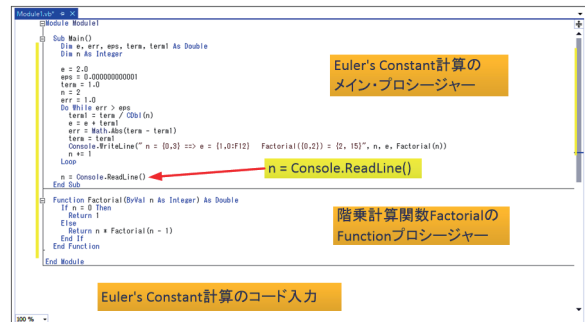 Module1.vb*
Module Module1
Sub Main()
Dim e, err, eps, term, term1 As Double
Dim n As Integer
e = 2.0
eps = 0.000000000001
term = 1.0
n = 2
err = 1.0
Do While err > eps
term1 = term / CDbl(n)
e = e + term1
err = Math.Abs(term - term1)
term = term1
Console.WriteLine(" n = {0,3} ==> e = {1,0:F12}   Factorial({0,2}) = {2, 15}", n, e, Factorial(n))
n += 1
Loop
n = Console.ReadLine()
End Sub
Function Factorial(ByVal n As Integer) As Double
If n = 0 Then
Return 1
Else
Return n * Factorial(n - 1)
End If
End Function
End Module
Euler's Constant計算の
メイン・プロシージャー
n = Console.ReadLine()
階乗計算関数Factorialの
Functionプロシージャー
Euler's Constant計算のコード入力
100 %